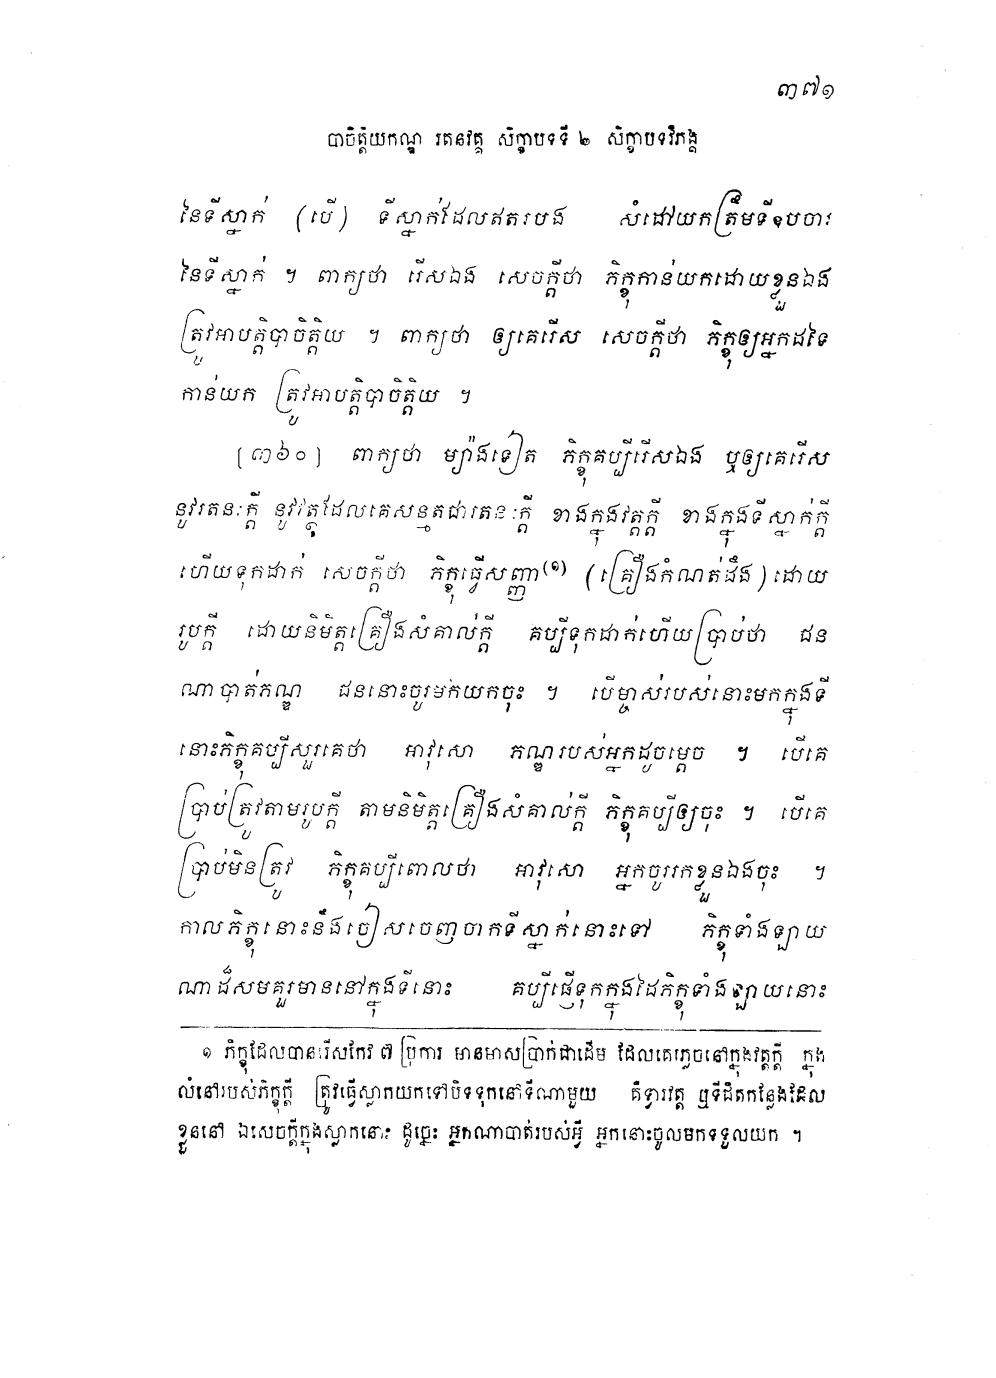 ៣៧១
បាចិត្តិយកណ្ឌ រតនវគ្គ សិក្ខាបទទី ២ សិក្ខាបទវិភង្គ
នៃទីស្នាក់ (បើ) ទីស្នាក់ដែលឥតរបង សំដៅយកត្រឹមទីឧបចារ
នៃទីស្នាក់ ។ ពាក្យថា រើសឯង សេចក្តីថា ភិក្ខុកាន់យកដោយខ្លួនឯង
ត្រូវអាបត្តិបាចិត្តិយ ។ ពាក្យថា ឲ្យគេរើស សេចក្តីថា ភិក្ខុឲ្យអ្នកដទៃ
កាន់យក ត្រូវអាបត្តិបាចិត្តិយ ។
[៣៦០] ពាក្យថា ម្យ៉ាងទៀត ភិក្ខុគប្បីរើសឯង ឬឲ្យគេរើស
នូវរតនៈក្តី នូវវត្ថុដែលគេសន្មតជារតនៈក្តី ខាងក្នុងវត្តក្តី ខាងក្នុងទីស្នាក់ក្តី
ហើយទុកដាក់ សេចក្តីថា ភិក្ខុធ្វើសញ្ញា(១) (គ្រឿងកំណត់ដឹង) ដោយ
រូបក្តី ដោយនិមិត្តគ្រឿងសំគាល់ក្តី គប្បីទុកដាក់ហើយប្រាប់ថា ជន
ណាបាត់ភណ្ឌ ជននោះចូរមកយកចុះ ។ បើម្ចាស់របស់នោះមកក្នុងទី
នោះភិក្ខុគប្បីសួរគេថា អាវុសោ ភណ្ឌរបស់អ្នកដូចម្តេច ។ បើគេ
ប្រាប់ត្រូវតាមរូបក្តី តាមនិមិត្តគ្រឿងសំគាល់ក្តី ភិក្ខុគប្បីឲ្យចុះ ។ បើគេ
ប្រាប់មិនត្រូវ ភិក្ខុគប្បីពោលថា អាវុសោ អ្នកចូររកខ្លួនឯងចុះ ។
កាលភិក្ខុនោះនឹងចៀសចេញចាកទីស្នាក់នោះទៅ ភិក្ខុទាំងឡាយ
ណាដ៏សមគួរមាននៅក្នុងទីនោះ គប្បីផ្ញើទុកក្នុងដៃភិក្ខុទាំងឡាយនោះ
១ ភិក្ខុដែលបានរើសកែវ ៧ ប្រការ មានមាសប្រាក់ជាដើម ដែលគេភ្លេចនៅក្នុងវត្តក្តី ក្នុង
លំនៅរបស់ភិក្ខុក្តី ត្រូវធ្វើស្លាកយកទៅបិទទុកនៅទីណាមួយ គឺទ្វារវត្ត ឬទីជិតកន្លែងដែល
ខ្លួននៅ ឯសេចក្តីក្នុងស្លាកនោះ ដូច្នេះ អ្នកណាបាត់របស់អ្វី អ្នកនោះចូលមកទទួលយក ។